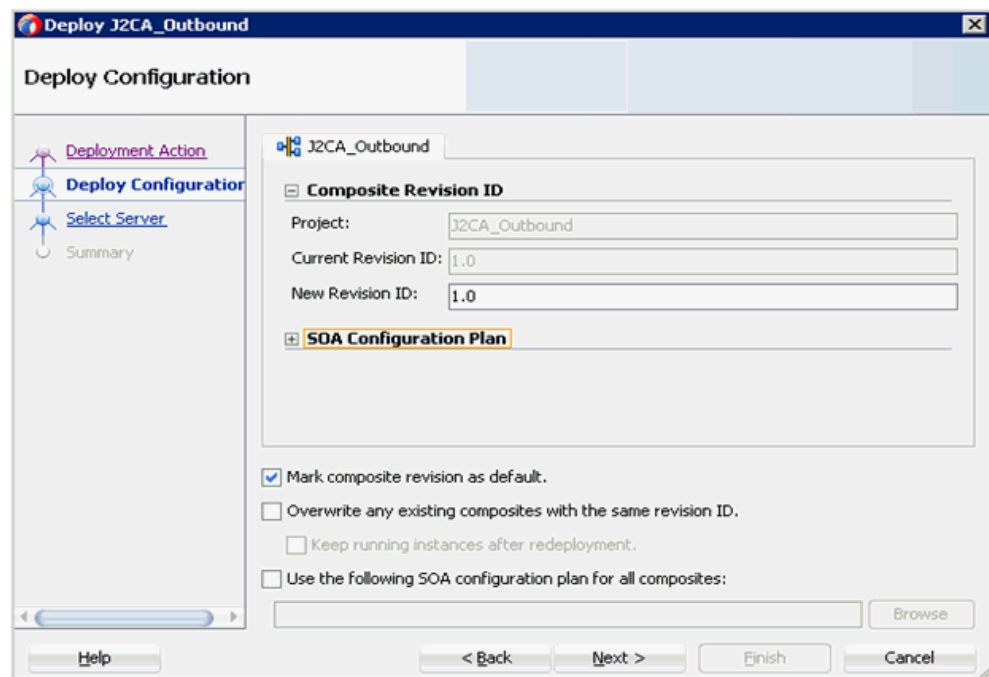 Deploy J2CA_Outbound
Deploy Configuration
Deployment Action
Deploy Configuration
Select Server
Summary
J2CA_Outbound
Composite Revision ID
Project: J2CA_Outbound
Current Revision ID: 1.0
New Revision ID: 1.0
SOA Configuration Plan
Mark composite revision as default.
Overwrite any existing composites with the same revision ID.
Keep running instances after redeployment.
Use the following SOA configuration plan for all composites:
Browse
Help < Back Next > Finish Cancel